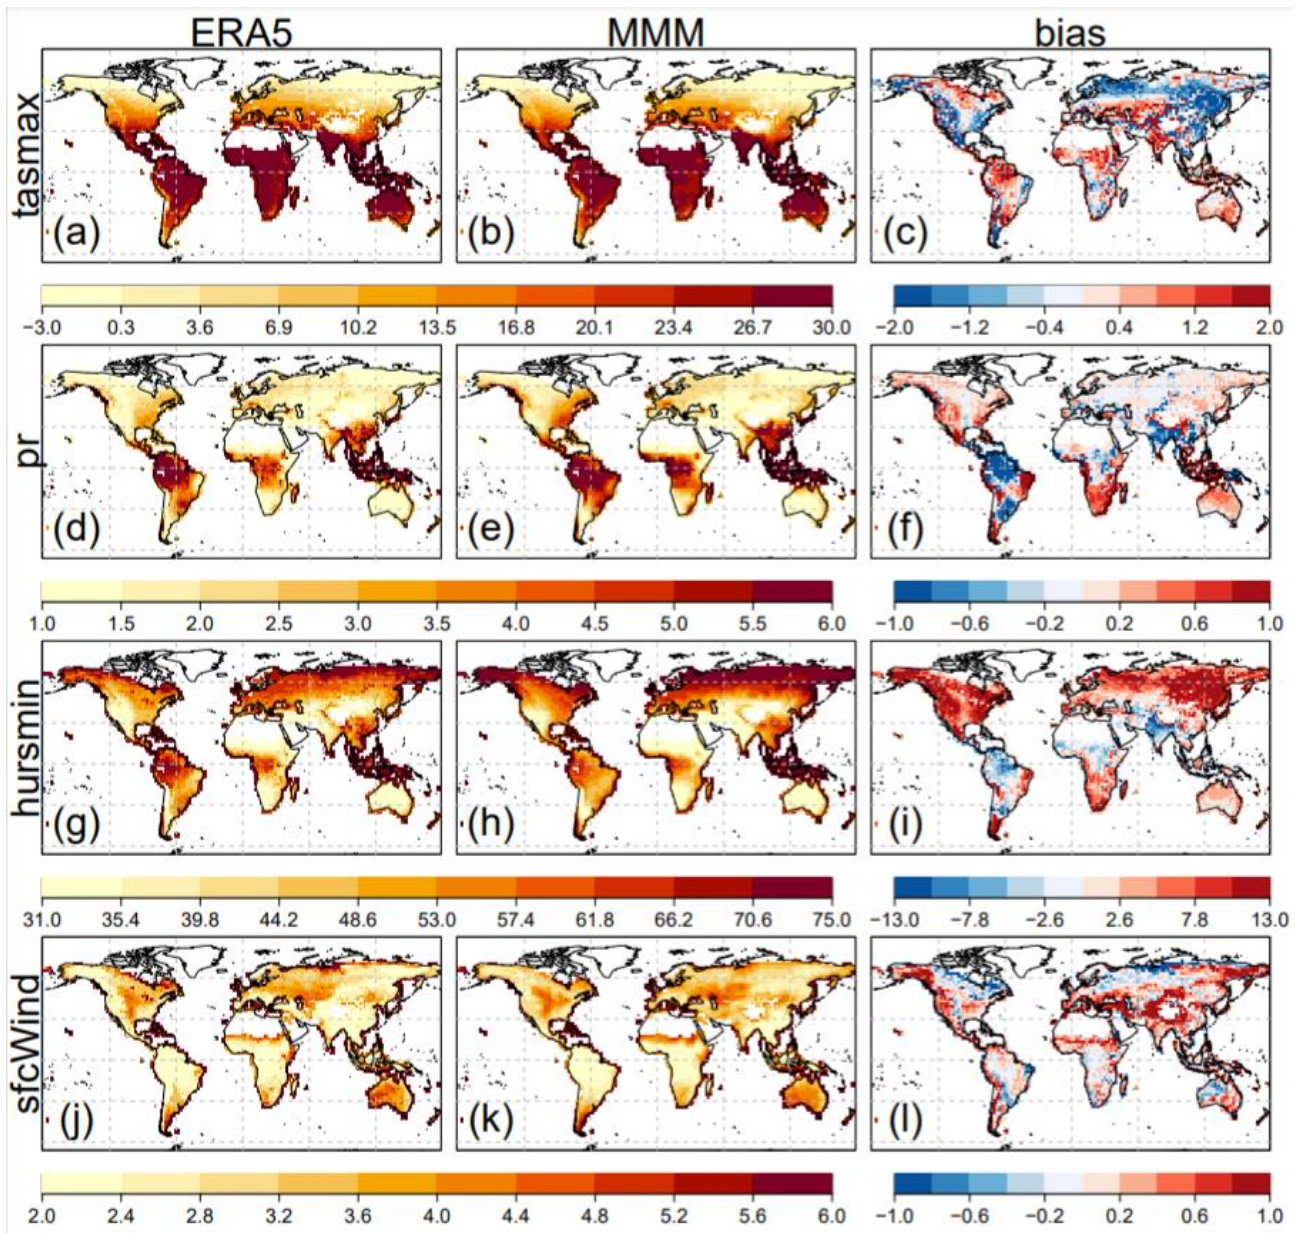 ERA5 MMM bias
tasmax
(a) (b) (c)
−3.0 0.3 3.6 6.9 10.2 13.5 16.8 20.1 23.4 26.7 30.0 −2.0 −1.2 −0.4 0.4 1.2 2.0
pr
(d) (e) (f)
1.0 1.5 2.0 2.5 3.0 3.5 4.0 4.5 5.0 5.5 6.0 −1.0 −0.6 −0.2 0.2 0.6 1.0
hursmin
(g) (h) (i)
31.0 35.4 39.8 44.2 48.6 53.0 57.4 61.8 66.2 70.6 75.0 −13.0 −7.8 −2.6 2.6 7.8 13.0
sfcWind
(j) (k) (l)
2.0 2.4 2.8 3.2 3.6 4.0 4.4 4.8 5.2 5.6 6.0 −1.0 −0.6 −0.2 0.2 0.6 1.0